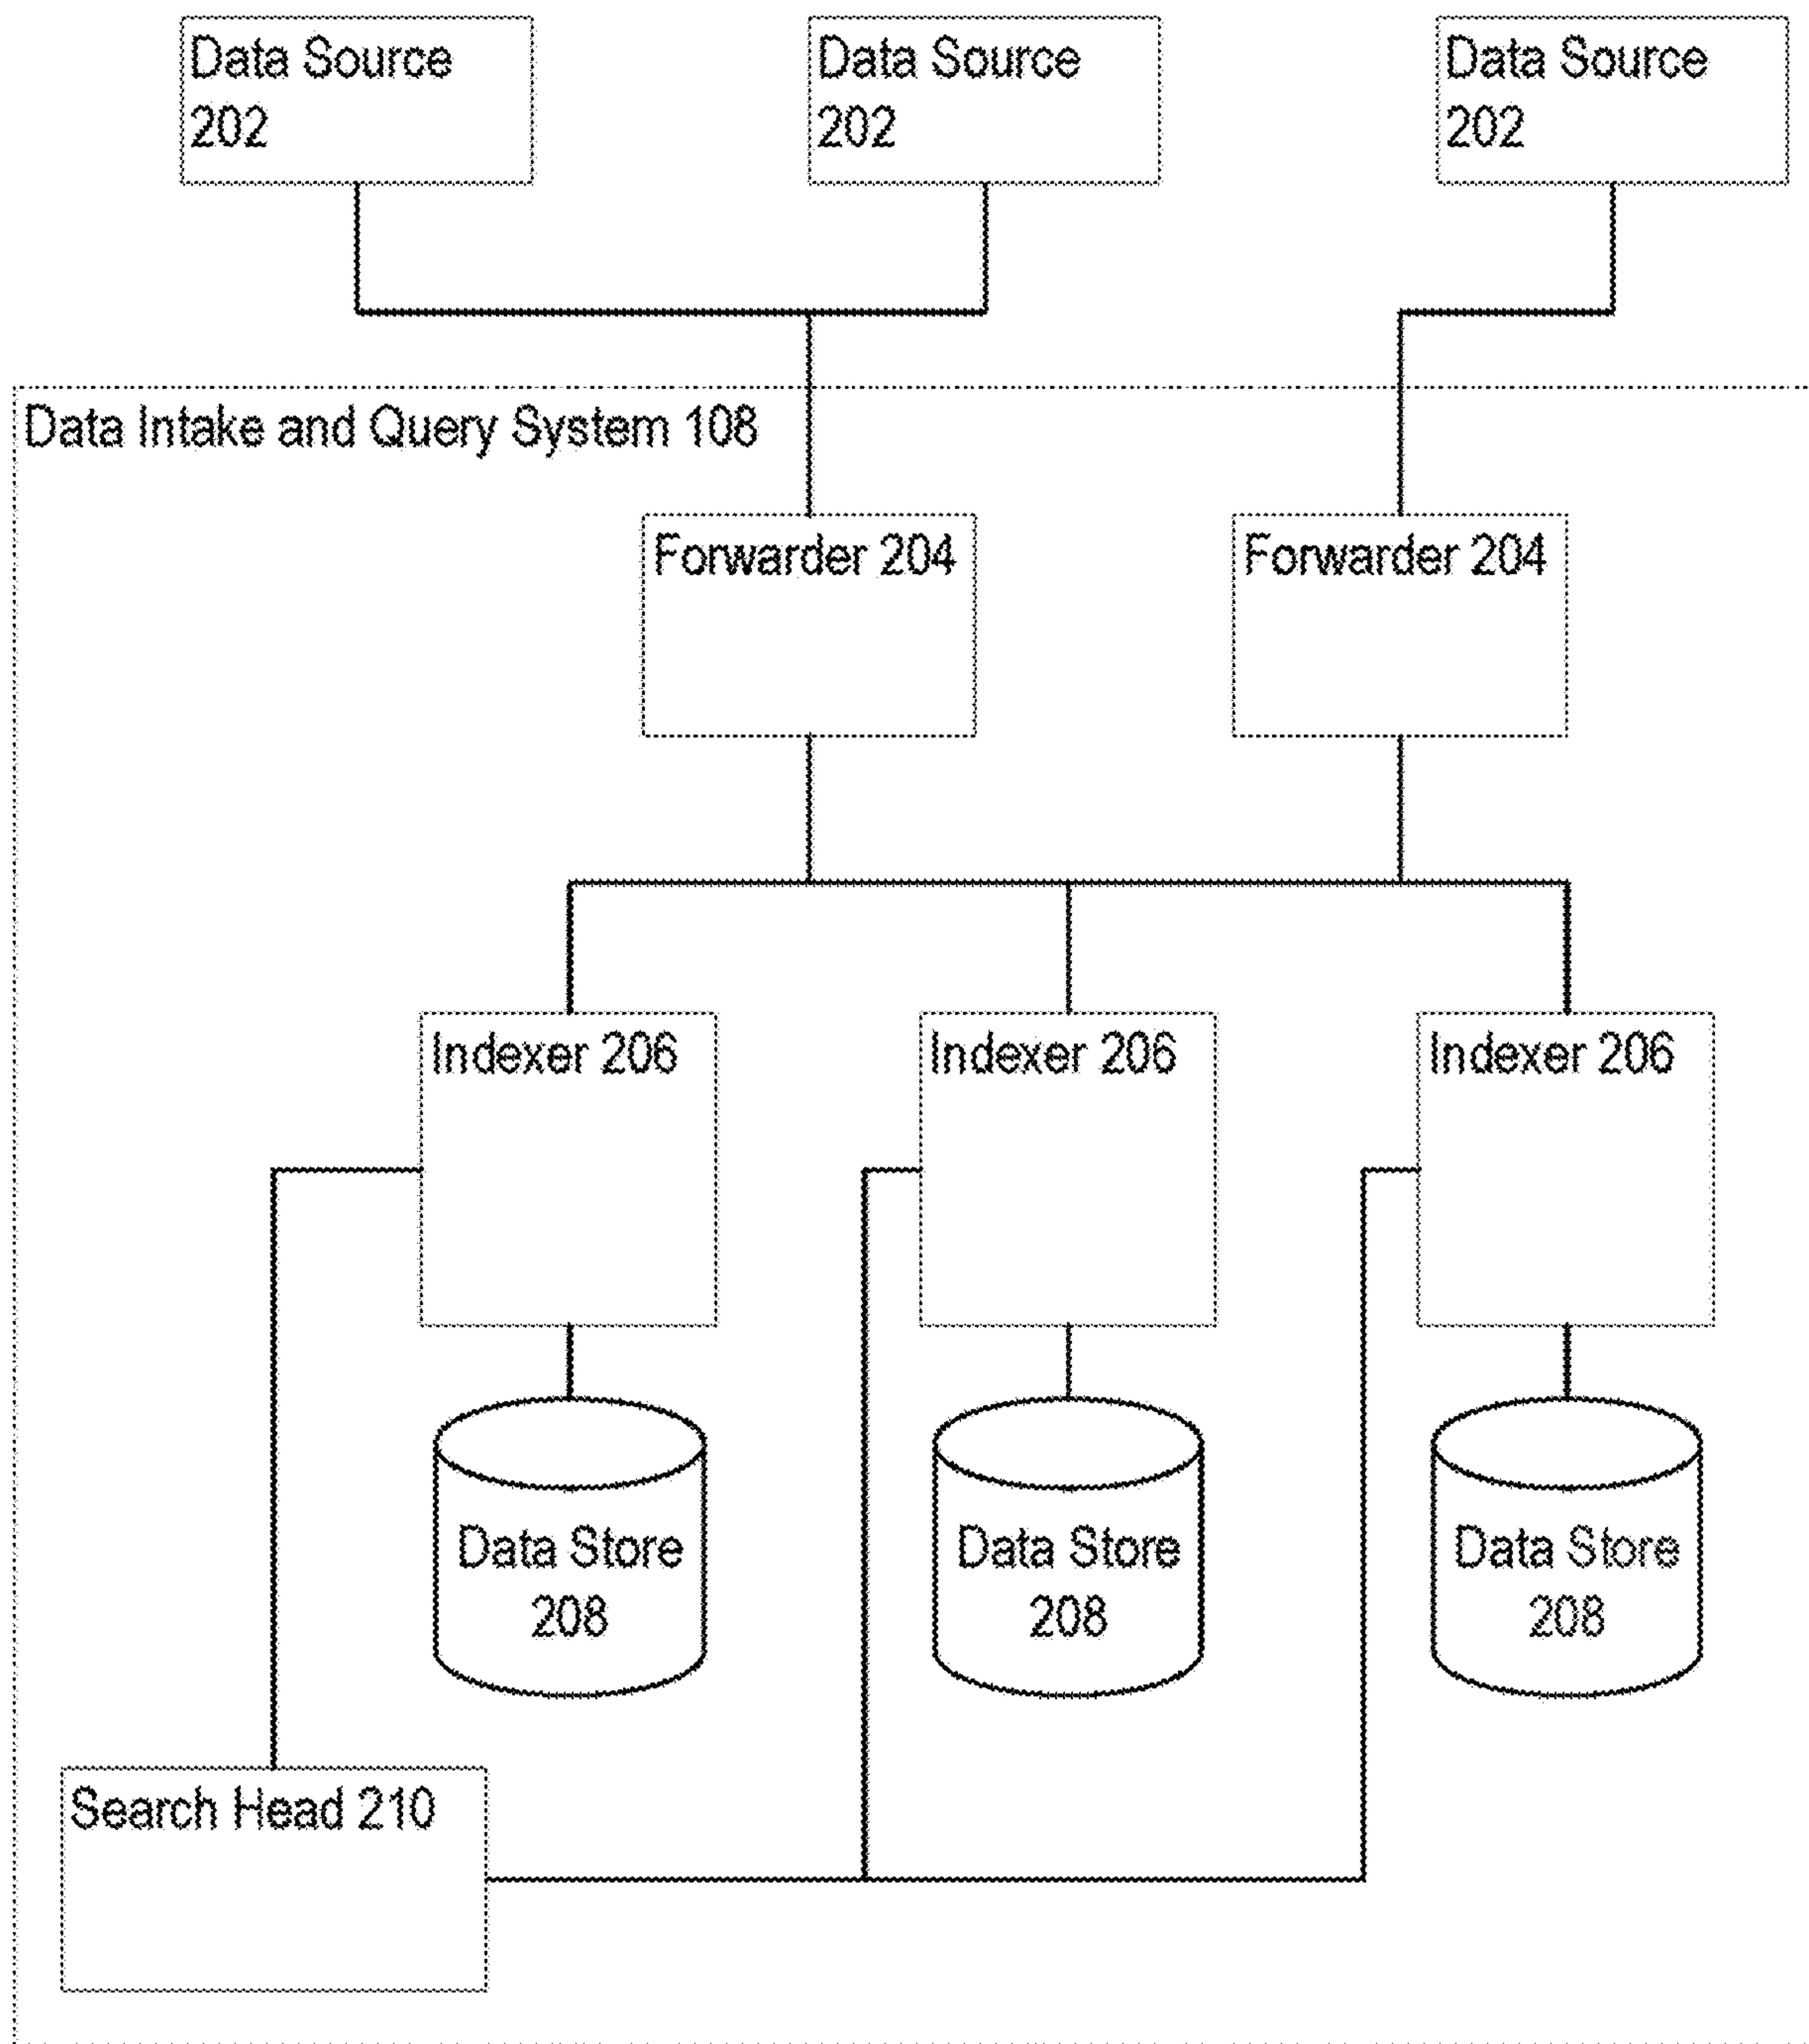 Data Source
202
Data Source
202
Data Source
202
Data Intake and Query System 108
Forwarder 204
Forwarder 204
Indexer 206
Indexer 206
Indexer 206
Data Store
208
Data Store
208
Data Store
208
Search Head 210